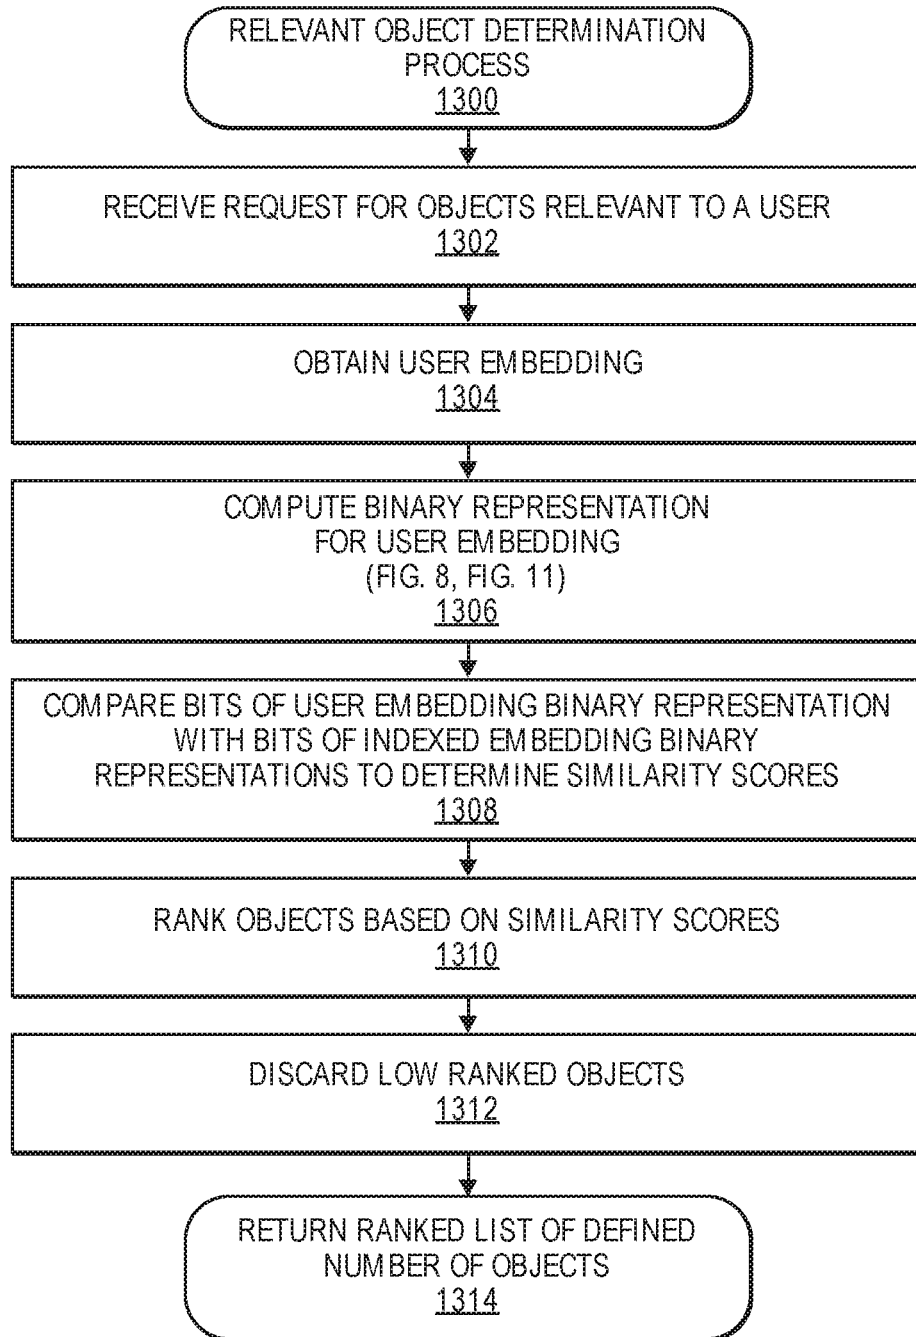 RELEVANT OBJECT DETERMINATION
PROCESS
1300
RECEIVE REQUEST FOR OBJECTS RELEVANT TO A USER
1302
OBTAIN USER EMBEDDING
1304
COMPUTE BINARY REPRESENTATION
FOR USER EMBEDDING
(FIG. 8, FIG. 11)
1306
COMPARE BITS OF USER EMBEDDING BINARY REPRESENTATION
WITH BITS OF INDEXED EMBEDDING BINARY
REPRESENTATIONS TO DETERMINE SIMILARITY SCORES
1308
RANK OBJECTS BASED ON SIMILARITY SCORES
1310
DISCARD LOW RANKED OBJECTS
1312
RETURN RANKED LIST OF DEFINED
NUMBER OF OBJECTS
1314